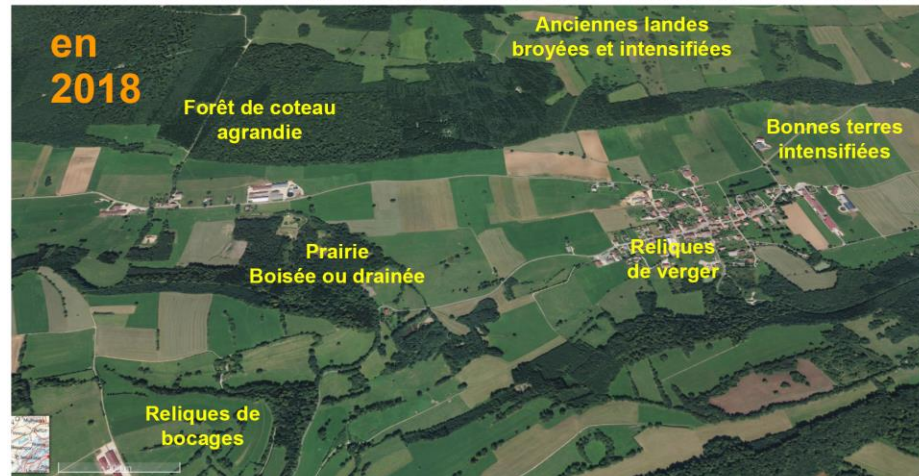 en
2018
Anciennes landes
broyées et intensifiées
Forêt de coteau
agrandie
Bonnes terres
intensifiées
Prairie
Boisée ou drainée
Reliques
de verger
Reliques de
bocages